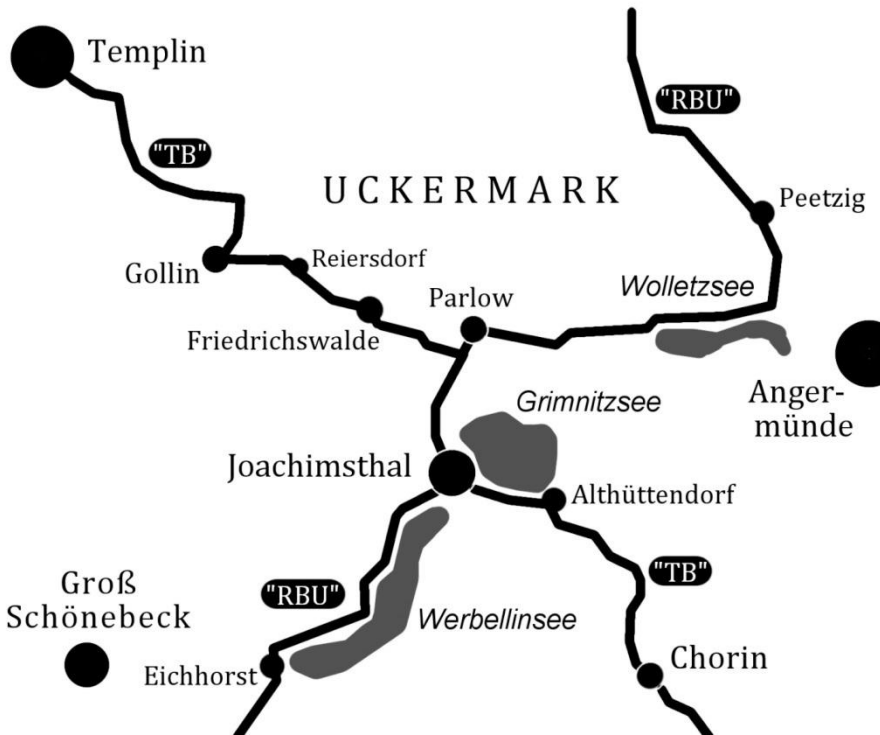 Templin
"RBU"
"TB"
UCKERMARK
Peetzig
Reiersdorf
Gollin
Wolletzsee
Parlow
Friedrichswalde
Anger-
münde
Grimnitzsee
Joachimsthal
Althüttendorf
"TB"
Groß
Schönebeck
"RBU"
Werbellinsee
Chorin
Eichhorst